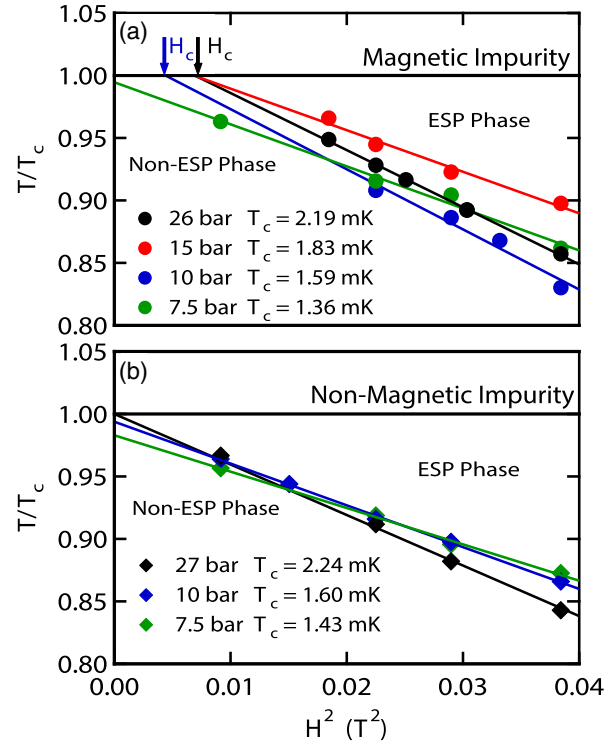 (a)
H_c H_c
Magnetic Impurity
1.05
1.00
0.95
0.90
0.85
0.80
T/T_c
ESP Phase
Non-ESP Phase
26 bar T_c = 2.19 mK
15 bar T_c = 1.83 mK
10 bar T_c = 1.59 mK
7.5 bar T_c = 1.36 mK
(b)
Non-Magnetic Impurity
1.05
1.00
0.95
0.90
0.85
0.80
T/T_c
ESP Phase
Non-ESP Phase
27 bar T_c = 2.24 mK
10 bar T_c = 1.60 mK
7.5 bar T_c = 1.43 mK
0.00 0.01 0.02 0.03 0.04
H^2 (T^2)